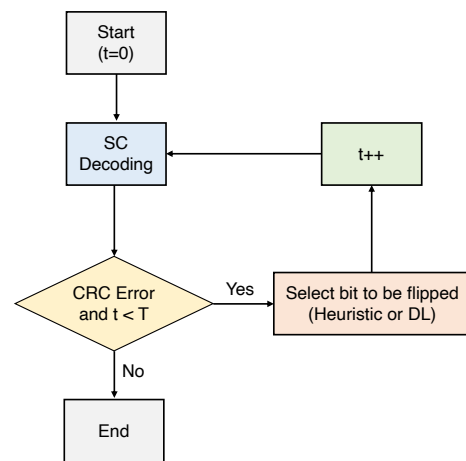 Start
(t=0)
SC
Decoding
t++
CRC Error
and t < T
Yes
Select bit to be flipped
(Heuristic or DL)
No
End